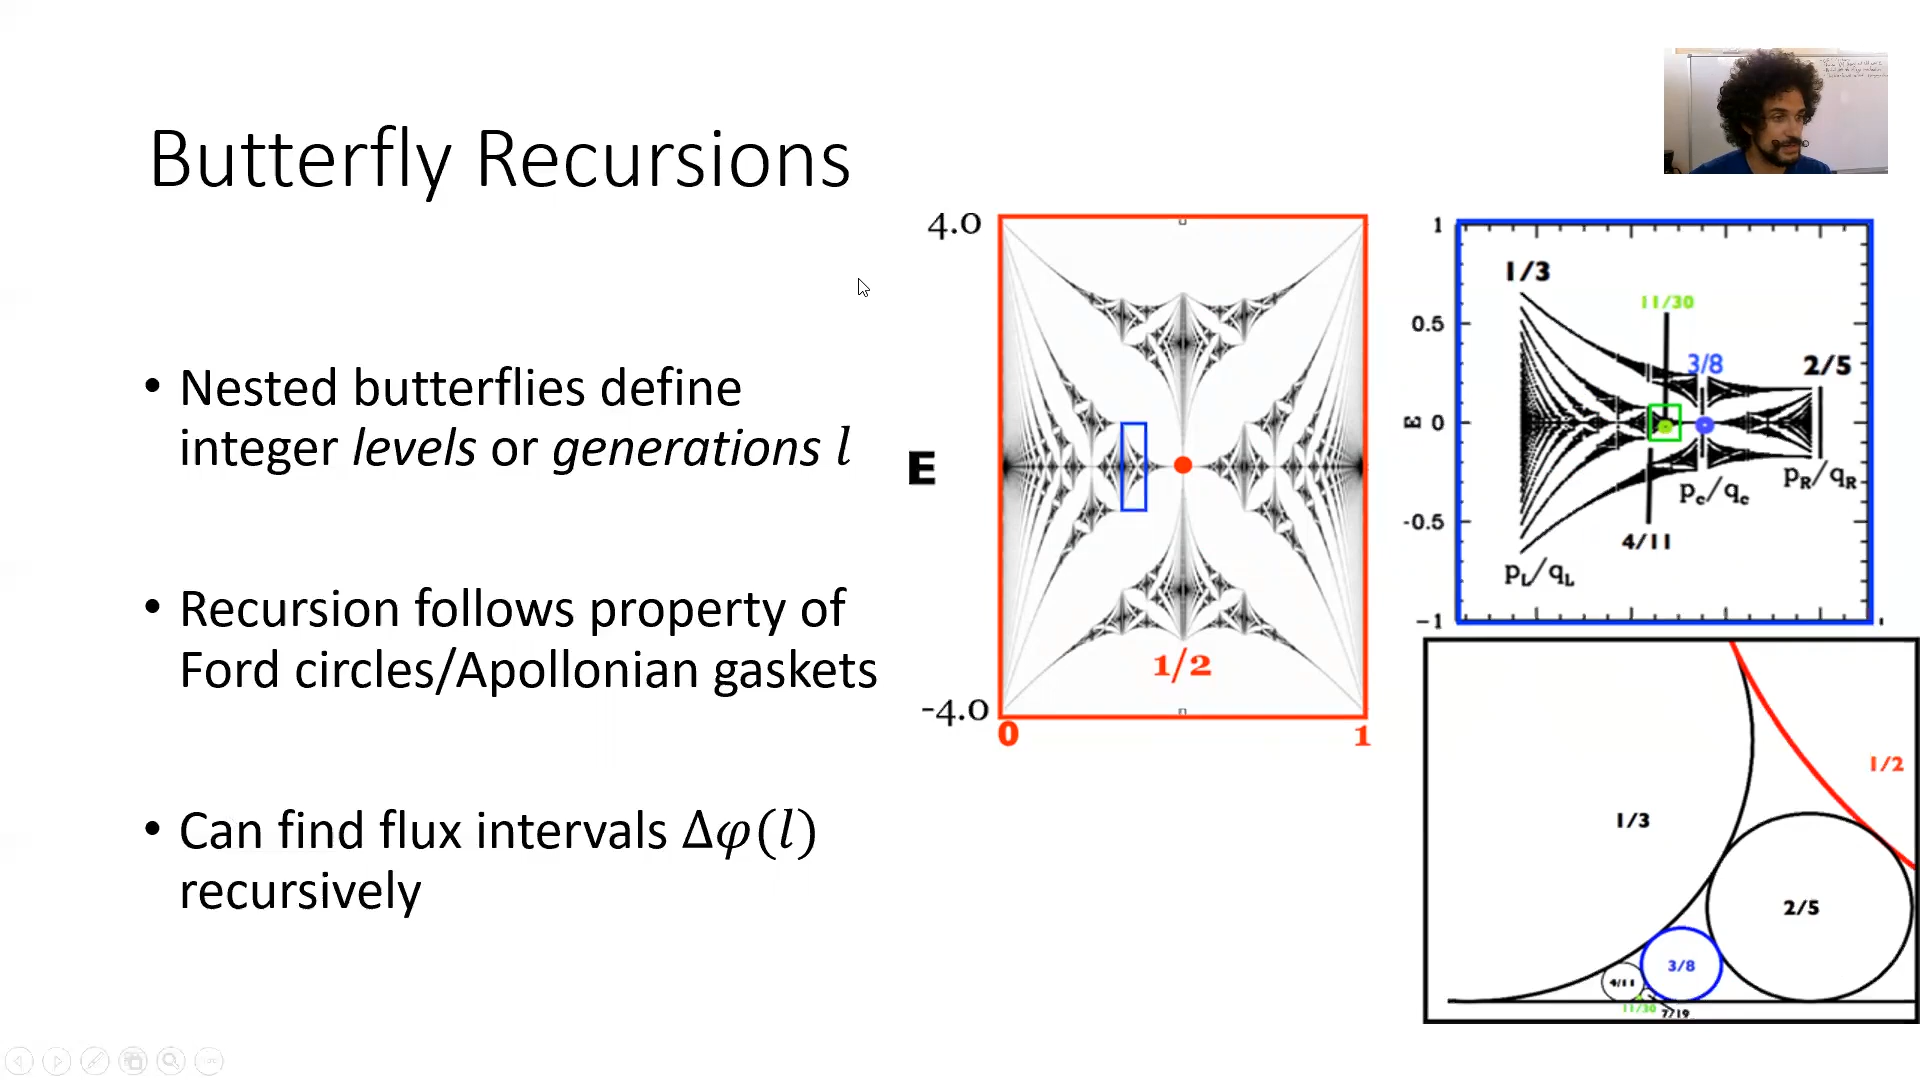 Butterfly Recursions
• Nested butterflies define
integer levels or generations l
• Recursion follows property of
Ford circles/Apollonian gaskets
• Can find flux intervals Δφ(l)
recursively
4.0
E
-4.0
1/2
0
1
1
0.5
E 0
-0.5
-1
1/3
11/30
3/8
2/5
p_L/q_L
4/11
p_c/q_c
p_R/q_R
1/2
1/3
2/5
3/8
4/11
11/30
7/19